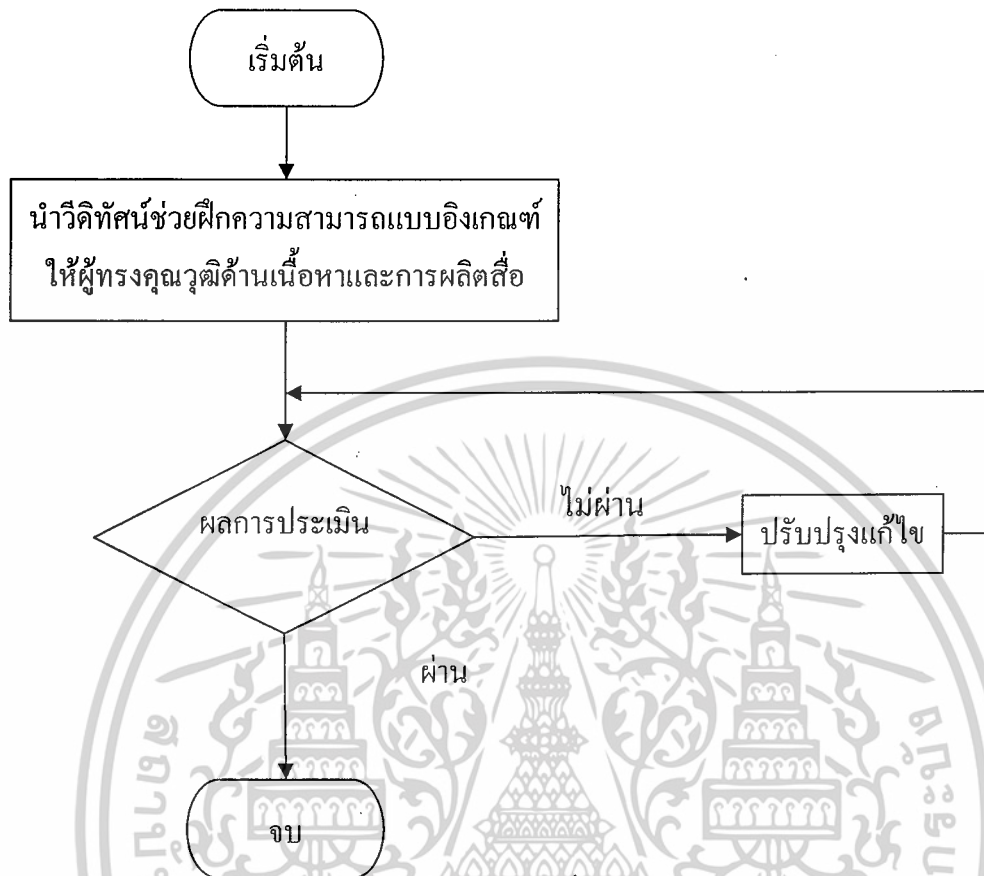 เริ่มต้น
นำวีดิทัศน์ช่วยฝึกความสามารถแบบอิงเกณฑ์
ให้ผู้ทรงคุณวุฒิด้านเนื้อหาและการผลิตสื่อ
ผลการประเมิน
ไม่ผ่าน
ปรับปรุงแก้ไข
ผ่าน
จบ